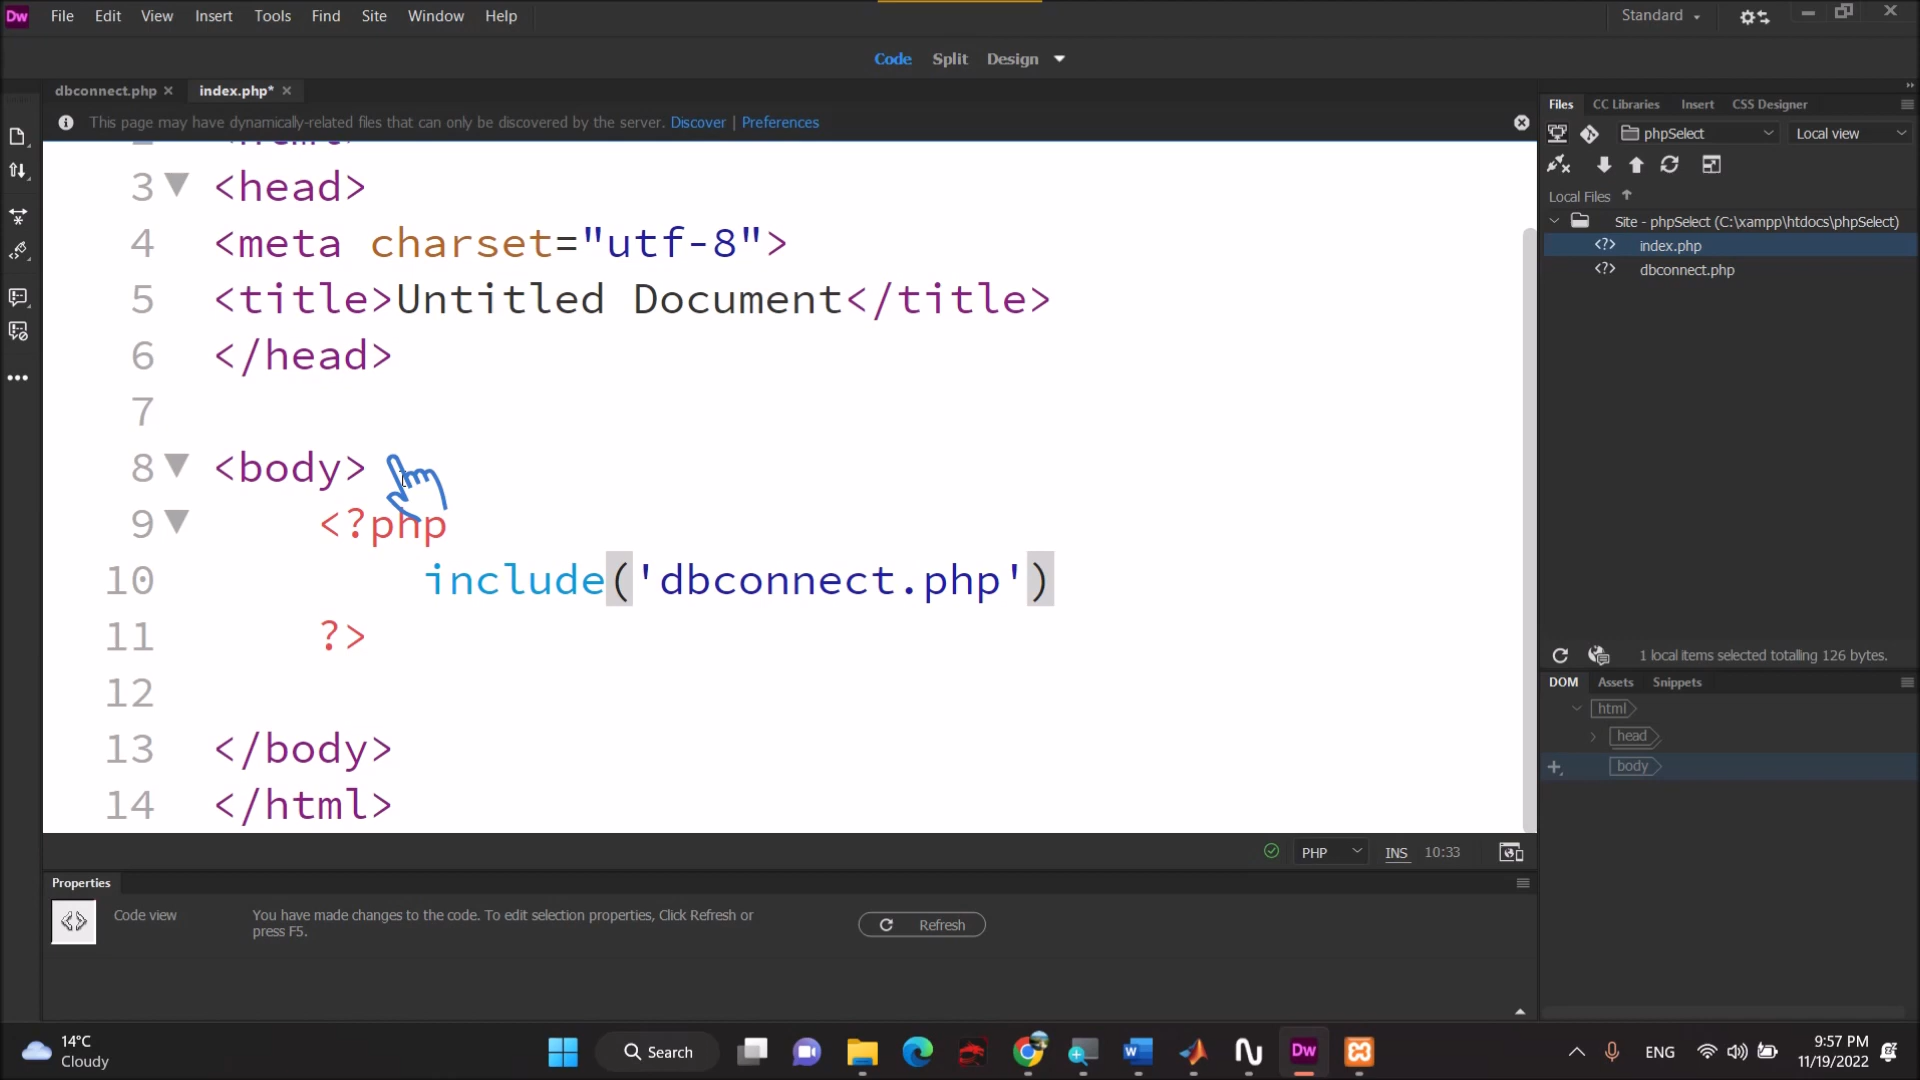 Dw File Edit View Insert Tools Find Site Window Help
Standard
Code Split Design
dbconnect.php index.php*
This page may have dynamically-related files that can only be discovered by the server. Discover | Preferences
3 <head>
4 <meta charset="utf-8">
5 <title>Untitled Document</title>
6 </head>
7
8 <body>
9 <?php
10 include('dbconnect.php')
11 ?>
12
13 </body>
14 </html>
PHP INS 10:33
Properties
Code view
You have made changes to the code. To edit selection properties, Click Refresh or
press F5.
Refresh
Files CC Libraries Insert CSS Designer
phpSelect Local view
Local Files
Site - phpSelect (C:\xampp\htdocs\phpSelect)
index.php
dbconnect.php
1 local items selected totalling 126 bytes.
DOM Assets Snippets
html
head
body
14°C
Cloudy
Search
Dw
ENG
9:57 PM
11/19/2022